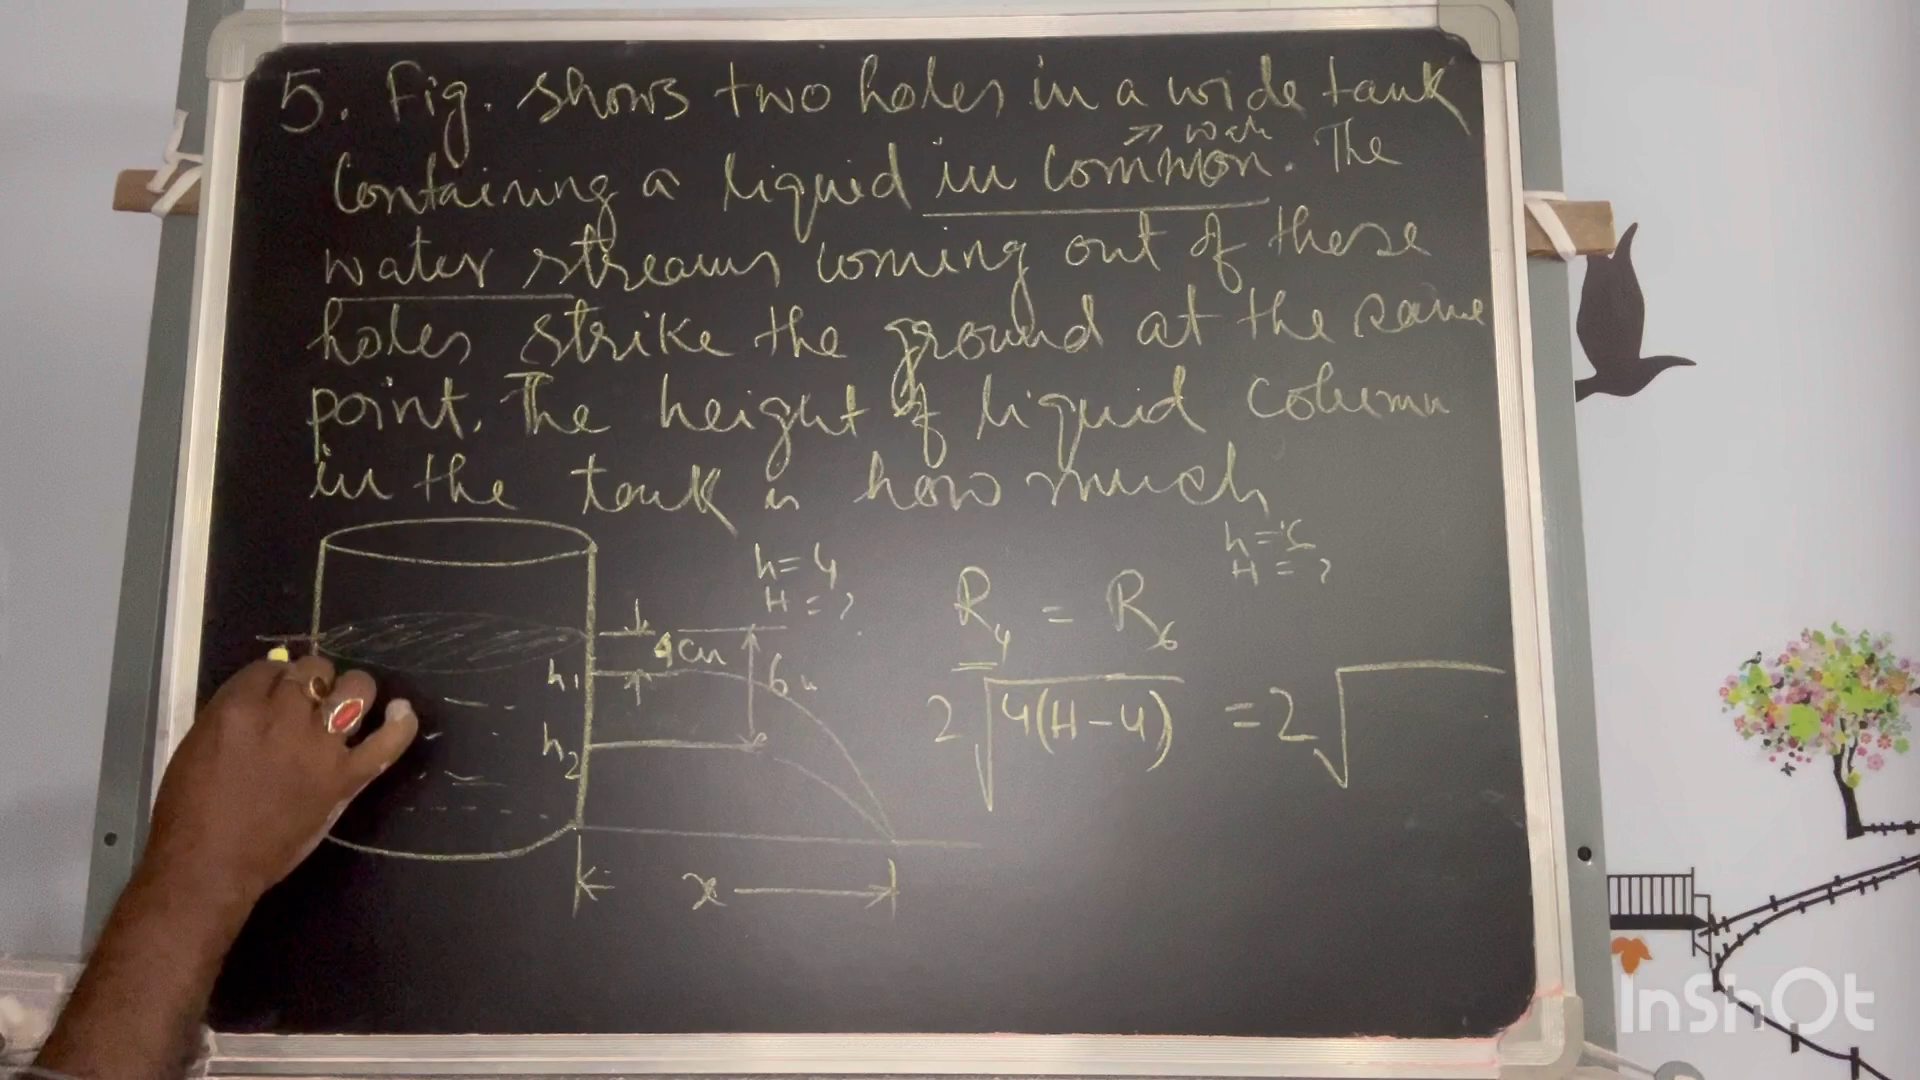 5. Fig. shows two holes in a wide tank
containing a liquid in common. The
water streams coming out of these
holes strike the ground at the same
point. The height of liquid column
in the tank is how much
h = 4
H = ?
h =
H = ?
R₄ = R₆
4cm
6
h₁
h₂
2√4(H-4) = 2√
x
InShOt